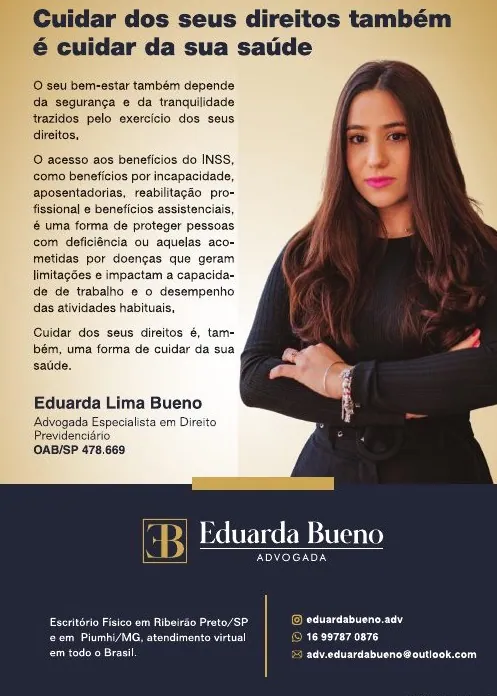 Cuidar dos seus direitos também
é cuidar da sua saúde
O seu bem-estar também depende
da segurança e da tranquilidade
trazidos pelo exercício dos seus
direitos,
O acesso aos benefícios do INSS,
como benefícios por incapacidade,
aposentadorias, reabilitação pro-
fissional e benefícios assistenciais,
é uma forma de proteger pessoas
com deficiência ou aquelas aco-
metidas por doenças que geram
limitações e impactam a capacida-
de de trabalho e o desempenho
das atividades habituais,
Cuidar dos seus direitos é, tam-
bém, uma forma de cuidar da sua
saúde.
Eduarda Lima Bueno
Advogada Especialista em Direito
Previdenciário
OAB/SP 478.669
EB Eduarda Bueno
ADVOGADA
Escritório Físico em Ribeirão Preto/SP
e em Piumhi/MG, atendimento virtual
em todo o Brasil.
eduardabueno.adv
16 99787 0876
adv.eduardabueno@outlook.com